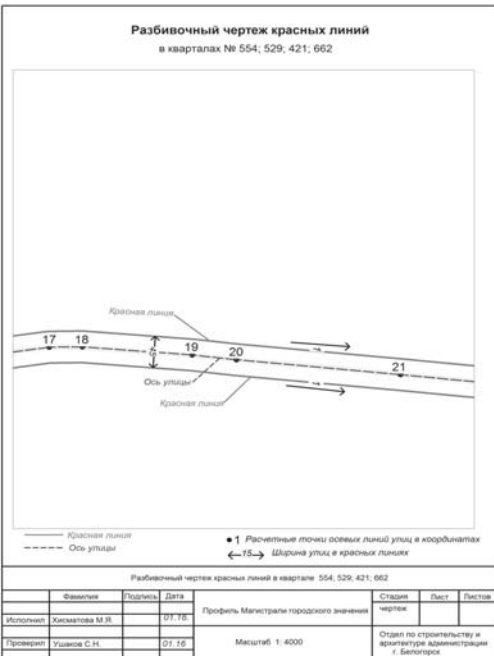 Разбивочный чертеж красных линий
в кварталах № 554; 529; 421; 662
Красная линия
17 18 19 20 21
Ось улицы
Красная линия
Красная линия
Ось улицы
1 Расчетные точки осевых линий улиц в координатах
15 Ширина улиц в красных линиях
Разбивочный чертеж красных линий в квартале 554; 529; 421; 662
Фамилия Подпись Дата
Исполнил Хисматова М.Я. 01.16.
Проверил Ушаков С.Н. 01.16
Профиль Магистрали городского значения
Масштаб 1: 4000
Стадия Лист Листов
чертеж
Отдел по строительству и
архитектуре администрации
г. Белогорск